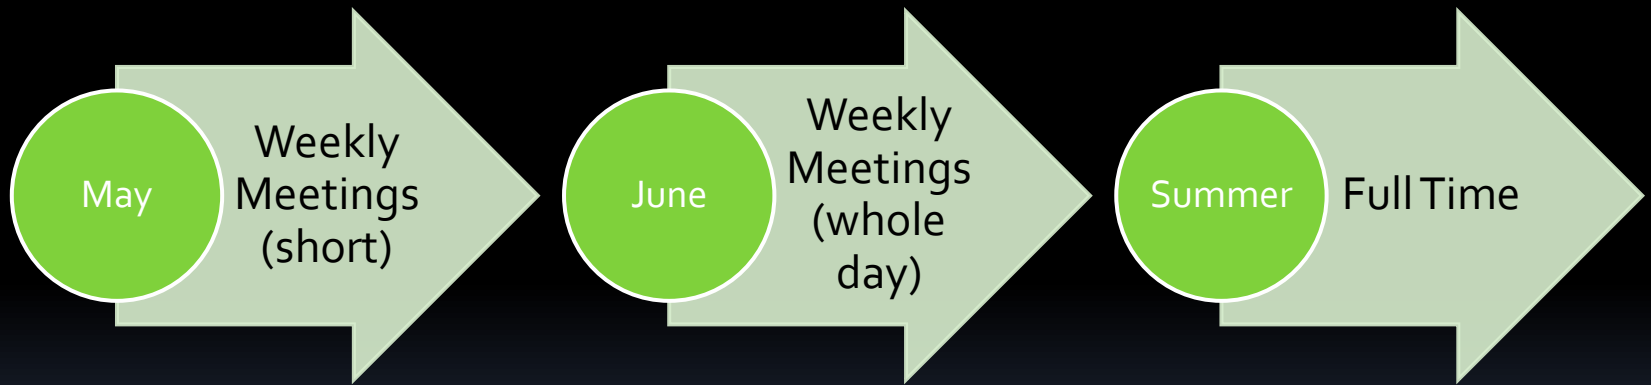 May
Weekly
Meetings
(short)
June
Weekly
Meetings
(whole
day)
Summer
Full Time